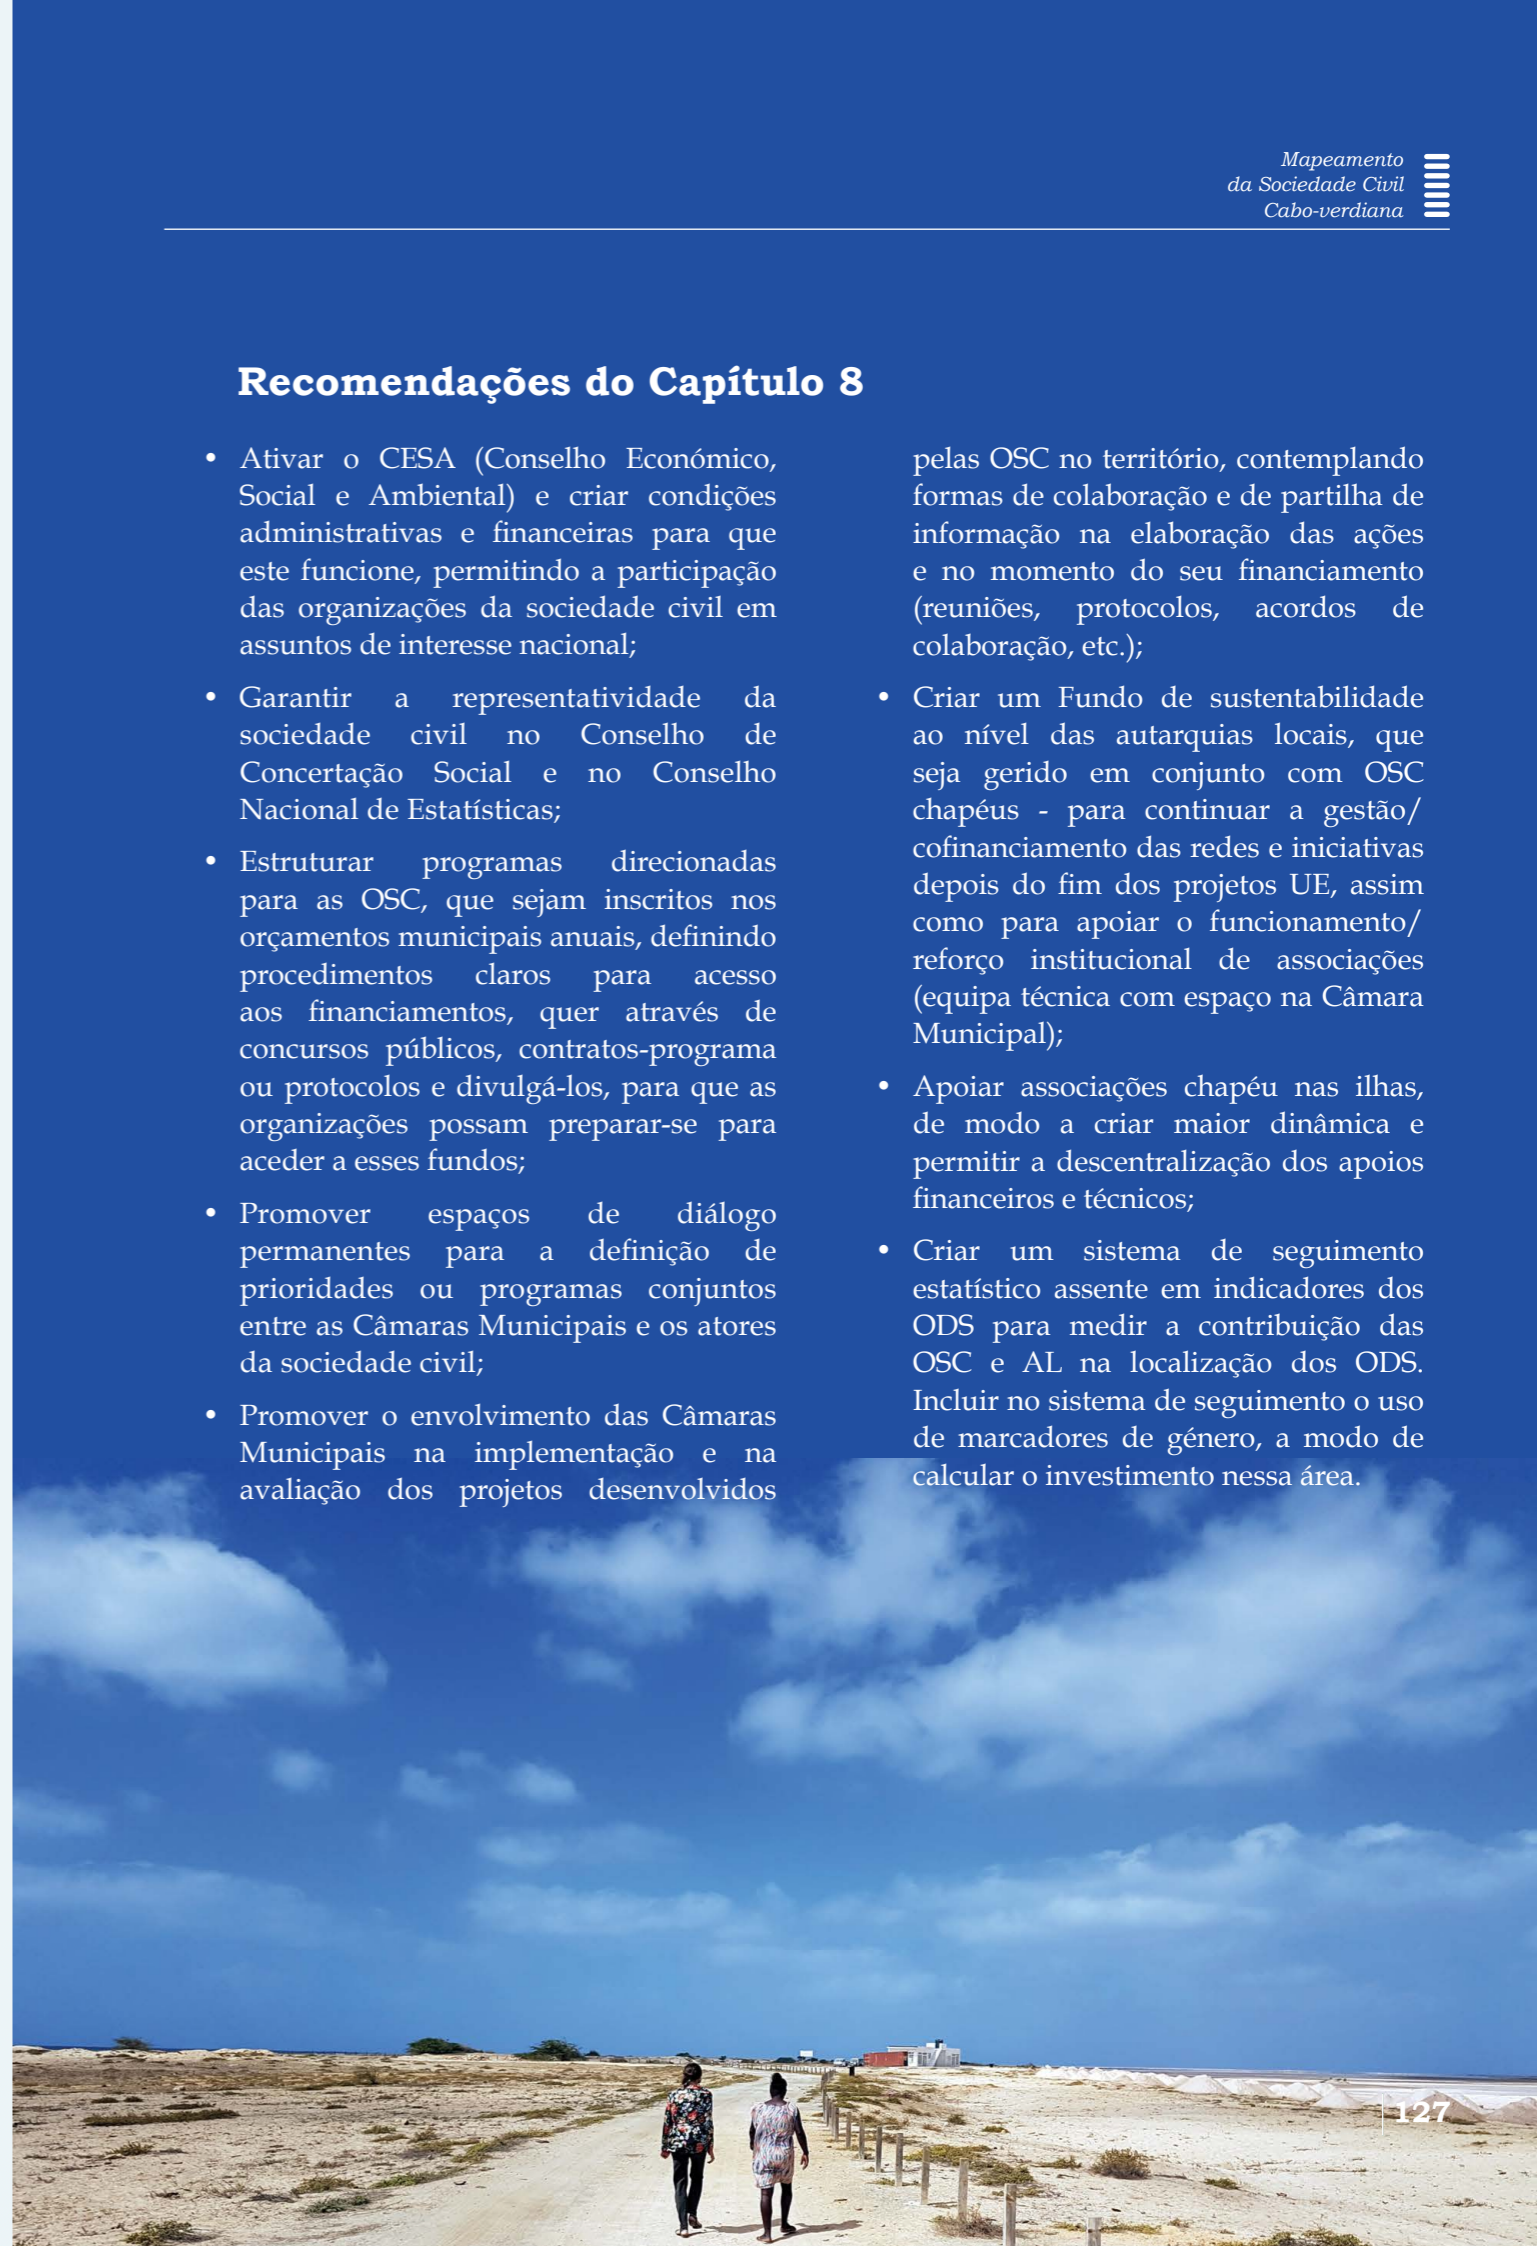 Mapeamento
da Sociedade Civil
Cabo-verdiana
Recomendações do Capítulo 8
• Ativar o CESA (Conselho Económico,
Social e Ambiental) e criar condições
administrativas e financeiras para que
este funcione, permitindo a participação
das organizações da sociedade civil em
assuntos de interesse nacional;
• Garantir a representatividade da
sociedade civil no Conselho de
Concertação Social e no Conselho
Nacional de Estatísticas;
• Estruturar programas direcionadas
para as OSC, que sejam inscritos nos
orçamentos municipais anuais, definindo
procedimentos claros para acesso
aos financiamentos, quer através de
concursos públicos, contratos-programa
ou protocolos e divulgá-los, para que as
organizações possam preparar-se para
aceder a esses fundos;
• Promover espaços de diálogo
permanentes para a definição de
prioridades ou programas conjuntos
entre as Câmaras Municipais e os atores
da sociedade civil;
• Promover o envolvimento das Câmaras
Municipais na implementação e na
avaliação dos projetos desenvolvidos
pelas OSC no território, contemplando
formas de colaboração e de partilha de
informação na elaboração das ações
e no momento do seu financiamento
(reuniões, protocolos, acordos de
colaboração, etc.);
• Criar um Fundo de sustentabilidade
ao nível das autarquias locais, que
seja gerido em conjunto com OSC
chapéus - para continuar a gestão/
cofinanciamento das redes e iniciativas
depois do fim dos projetos UE, assim
como para apoiar o funcionamento/
reforço institucional de associações
(equipa técnica com espaço na Câmara
Municipal);
• Apoiar associações chapéu nas ilhas,
de modo a criar maior dinâmica e
permitir a descentralização dos apoios
financeiros e técnicos;
• Criar um sistema de seguimento
estatístico assente em indicadores dos
ODS para medir a contribuição das
OSC e AL na localização dos ODS.
Incluir no sistema de seguimento o uso
de marcadores de género, a modo de
calcular o investimento nessa área.
127